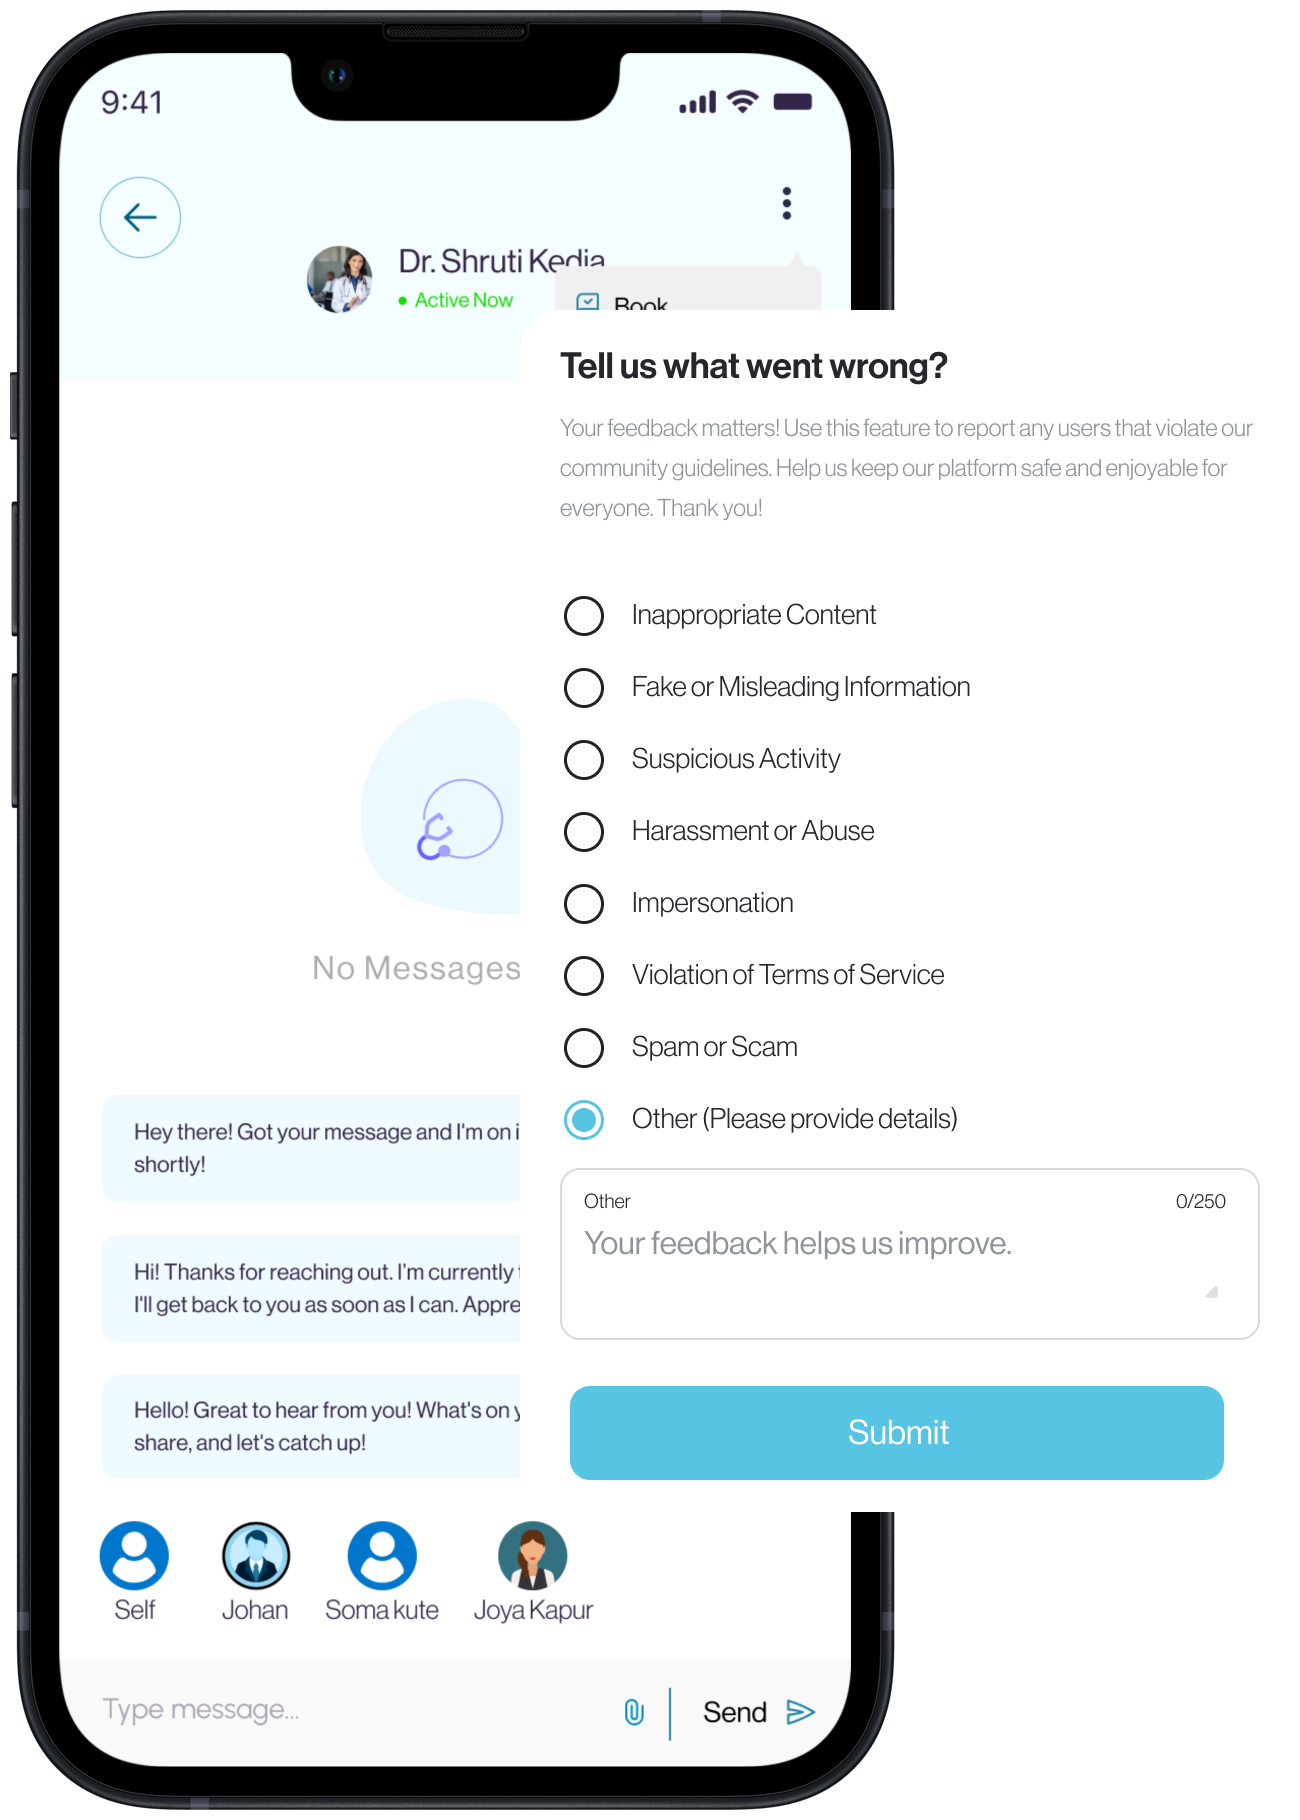 9:41
Dr. Shruti Kedia
Active Now
Book
Tell us what went wrong?
Your feedback matters! Use this feature to report any users that violate our
community guidelines. Help us keep our platform safe and enjoyable for
everyone. Thank you!
Inappropriate Content
Fake or Misleading Information
Suspicious Activity
Harassment or Abuse
Impersonation
Violation of Terms of Service
Spam or Scam
Other (Please provide details)
Other
0/250
Your feedback helps us improve.
Submit
No Messages
Hey there! Got your message and I'm on i
shortly!
Hi! Thanks for reaching out. I'm currently
I'll get back to you as soon as I can. Appre
Hello! Great to hear from you! What's on y
share, and let's catch up!
Self
Johan
Soma kute
Joya Kapur
Type message...
Send